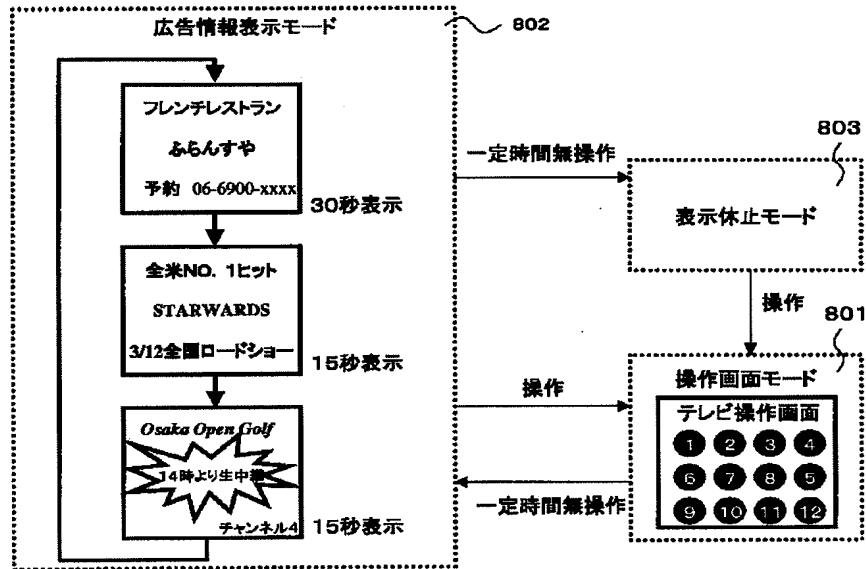 広告情報表示モード
802
フレンチレストラン
ふらんすや
予約 06-6900-xxxx
30秒表示
全米NO. 1ヒット
STARWARDS
3/12全国ロードショー
15秒表示
Osaka Open Golf
14時より生中継
チャンネル4
15秒表示
一定時間無操作
803
表示休止モード
操作
801
操作
操作画面モード
テレビ操作画面
1 2 3 4
6 7 8 5
9 10 11 12
一定時間無操作